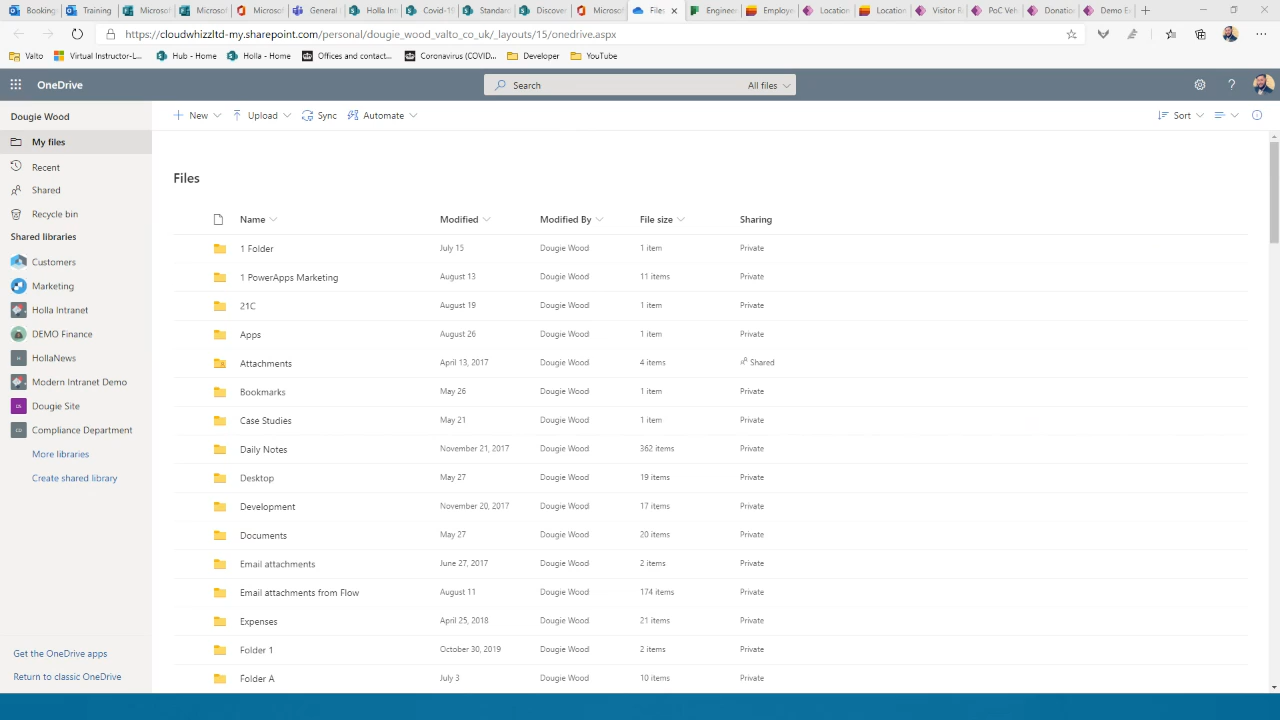 Booking
Training
Microsof
Microsof
Microsof
General
Holla Int
Covid-19
Standard
Discover
Microsof
Files
Engineer
Employe
Location
Location
Visitor R
PoC Veh
Donation
Demo Ex
https://cloudwhizzltd-my.sharepoint.com/personal/dougie_wood_valto_co_uk/_layouts/15/onedrive.aspx
Valto
Virtual Instructor-L...
Hub - Home
Holla - Home
Offices and contact...
Coronavirus (COVID...
Developer
YouTube
OneDrive
Search
All files
?
Dougie Wood
New
Upload
Sync
Automate
Sort
My files
Recent
Shared
Recycle bin
Shared libraries
Customers
Marketing
Holla Intranet
DEMO Finance
HollaNews
Modern Intranet Demo
DS
Dougie Site
Compliance Department
More libraries
Create shared library
Get the OneDrive apps
Return to classic OneDrive
Files
Name Modified Modified By File size Sharing
1 Folder July 15 Dougie Wood 1 item Private
1 PowerApps Marketing August 13 Dougie Wood 11 items Private
21C August 19 Dougie Wood 1 item Private
Apps August 26 Dougie Wood 1 item Private
Attachments April 13, 2017 Dougie Wood 4 items Shared
Bookmarks May 26 Dougie Wood 1 item Private
Case Studies May 21 Dougie Wood 1 item Private
Daily Notes November 21, 2017 Dougie Wood 362 items Private
Desktop May 27 Dougie Wood 19 items Private
Development November 20, 2017 Dougie Wood 17 items Private
Documents May 27 Dougie Wood 20 items Private
Email attachments June 27, 2017 Dougie Wood 2 items Private
Email attachments from Flow August 11 Dougie Wood 174 items Private
Expenses April 25, 2018 Dougie Wood 21 items Private
Folder 1 October 30, 2019 Dougie Wood 2 items Private
Folder A July 3 Dougie Wood 10 items Private